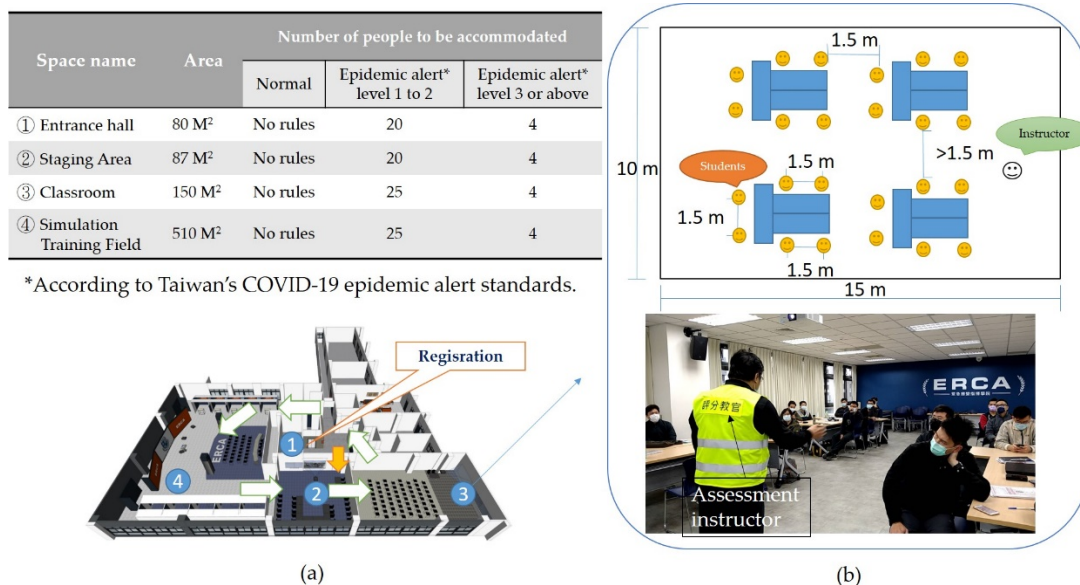 Number of people to be accommodated
Space name
Area
Normal
Epidemic alert*
level 1 to 2
Epidemic alert*
level 3 or above
① Entrance hall 80 M² No rules 20 4
② Staging Area 87 M² No rules 20 4
③ Classroom 150 M² No rules 25 4
④ Simulation
Training Field 510 M² No rules 25 4
*According to Taiwan's COVID-19 epidemic alert standards.
Regisration
1
ERCA
4
2
3
(a)
1.5 m
Instructor
>1.5 m
10 m
Students
1.5 m
1.5 m
1.5 m
15 m
ERCA
評分教官
Assessment
instructor
(b)